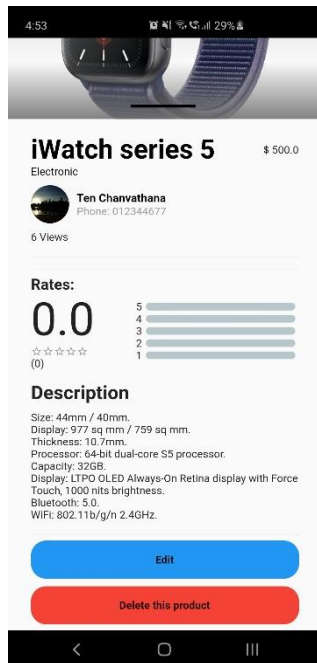 4:53
29%
iWatch series 5
$ 500.0
Electronic
Ten Chanvathana
Phone: 012344677
6 Views
Rates:
0.0
5
4
3
2
1
(0)
Description
Size: 44mm / 40mm.
Display: 977 sq mm / 759 sq mm.
Thickness: 10.7mm.
Processor: 64-bit dual-core S5 processor.
Capacity: 32GB.
Display: LTPO OLED Always-On Retina display with Force
Touch, 1000 nits brightness.
Bluetooth: 5.0.
WiFi: 802.11b/g/n 2.4GHz.
Edit
Delete this product